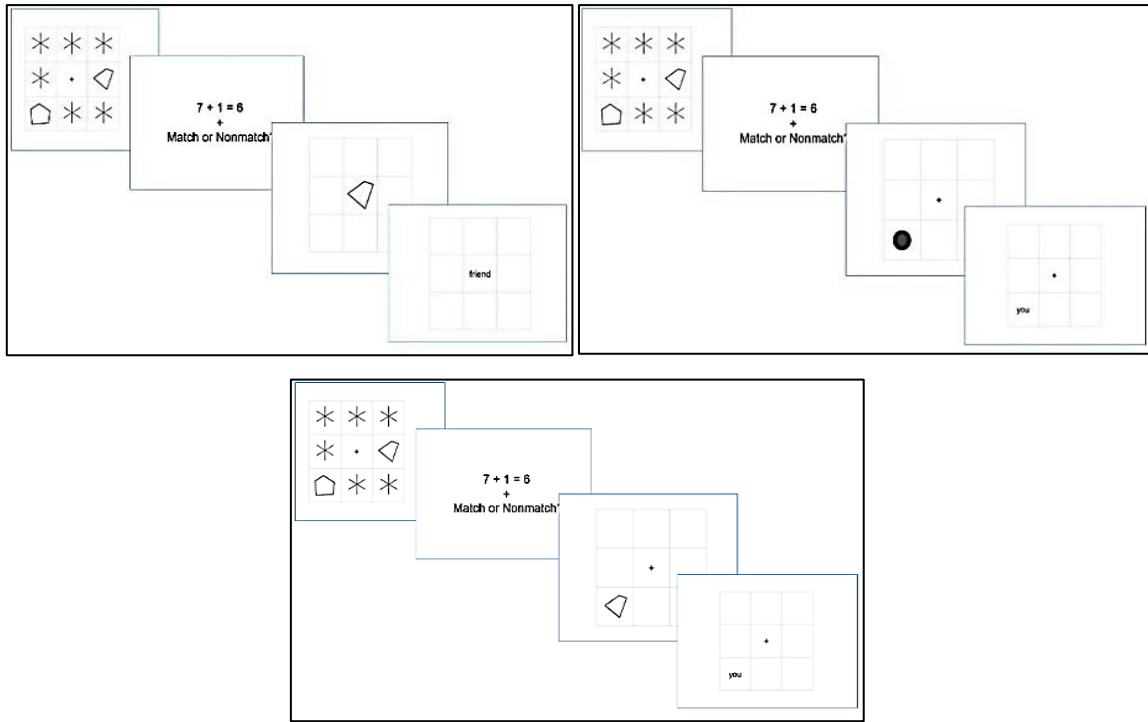 7 + 1 = 6
+
Match or Nonmatch
friend
7 + 1 = 6
+
Match or Nonmatch
you
7 + 1 = 6
+
Match or Nonmatch
you